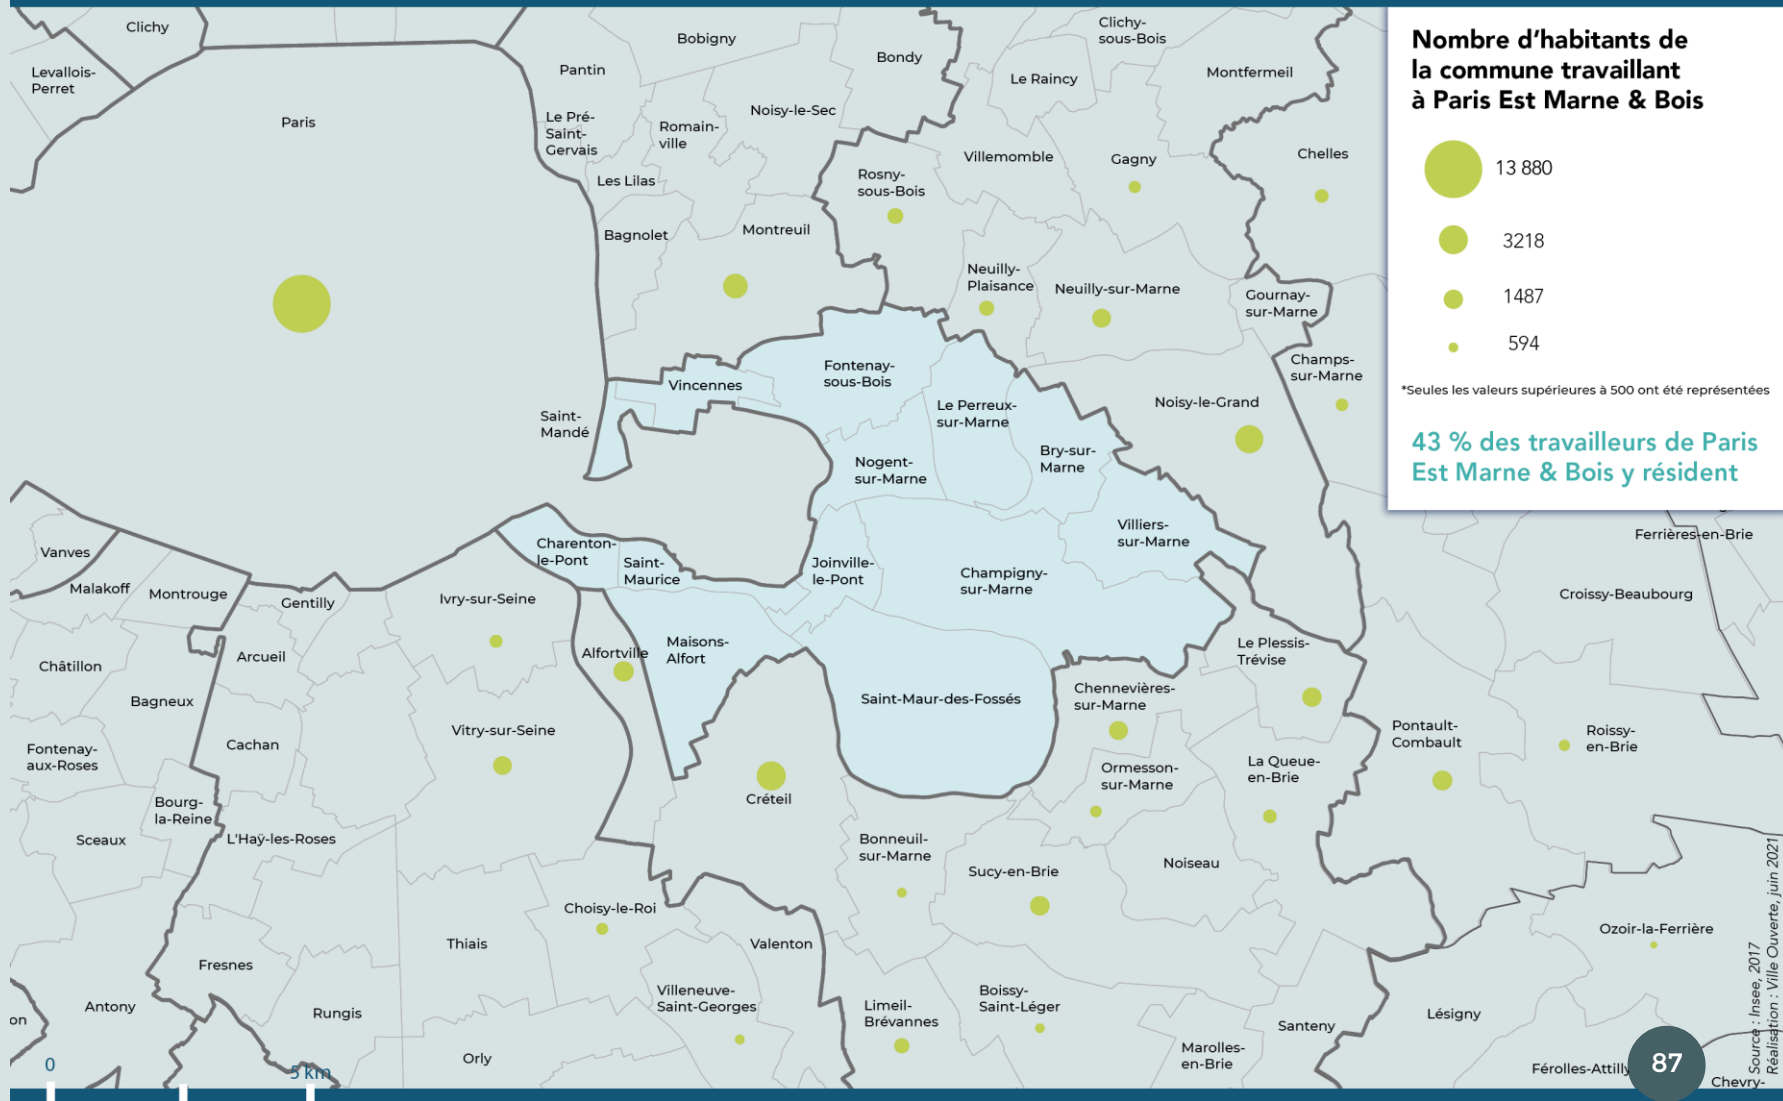 Clichy
Levallois-
Perret
Paris
Pantin
Bobigny
Bondy
Clichy-
sous-Bois
Le Raincy
Montfermeil
Noisy-le-Sec
Le Pré-
Saint-
Gervais
Romain-
ville
Les Lilas
Villemomble
Gagny
Chelles
Rosny-
sous-Bois
Bagnolet
Montreuil
Neuilly-
Plaisance
Neuilly-sur-Marne
Gournay-
sur-Marne
Champs-
sur-Marne
Nombre d'habitants de
la commune travaillant
à Paris Est Marne & Bois
13 880
3218
1487
594
*Seules les valeurs supérieures à 500 ont été représentées
43 % des travailleurs de Paris
Est Marne & Bois y résident
Vincennes
Fontenay-
sous-Bois
Saint-
Mandé
Le Perreux-
sur-Marne
Noisy-le-Grand
Bry-sur-
Marne
Nogent-
sur-Marne
Villiers-
sur-Marne
Ferrières-en-Brie
Vanves
Malakoff
Montrouge
Gentilly
Ivry-sur-Seine
Charenton-
le-Pont
Saint-
Maurice
Joinville-
le-Pont
Champigny-
sur-Marne
Croissy-Beaubourg
Châtillon
Arcueil
Alfortville
Maisons-
Alfort
Le Plessis-
Trévise
Bagneux
Saint-Maur-des-Fossés
Chennevières-
sur-Marne
Fontenay-
aux-Roses
Cachan
Vitry-sur-Seine
Pontault-
Combault
Roissy-
en-Brie
Ormesson-
sur-Marne
La Queue-
en-Brie
Créteil
Bourg-
la-Reine
Sceaux
L'Haÿ-les-Roses
Bonneuil-
sur-Marne
Sucy-en-Brie
Noiseau
Choisy-le-Roi
Thiais
Valenton
Ozoir-la-Ferrière
Fresnes
Antony
Rungis
Villeneuve-
Saint-Georges
Limeil-
Brévannes
Boissy-
Saint-Léger
Santeny
Lésigny
on
Orly
Marolles-
en-Brie
Férolles-Attilly
Chevry-
0
5 km
87
Source : Insee, 2017
Réalisation : Ville Ouverte, juin 2021